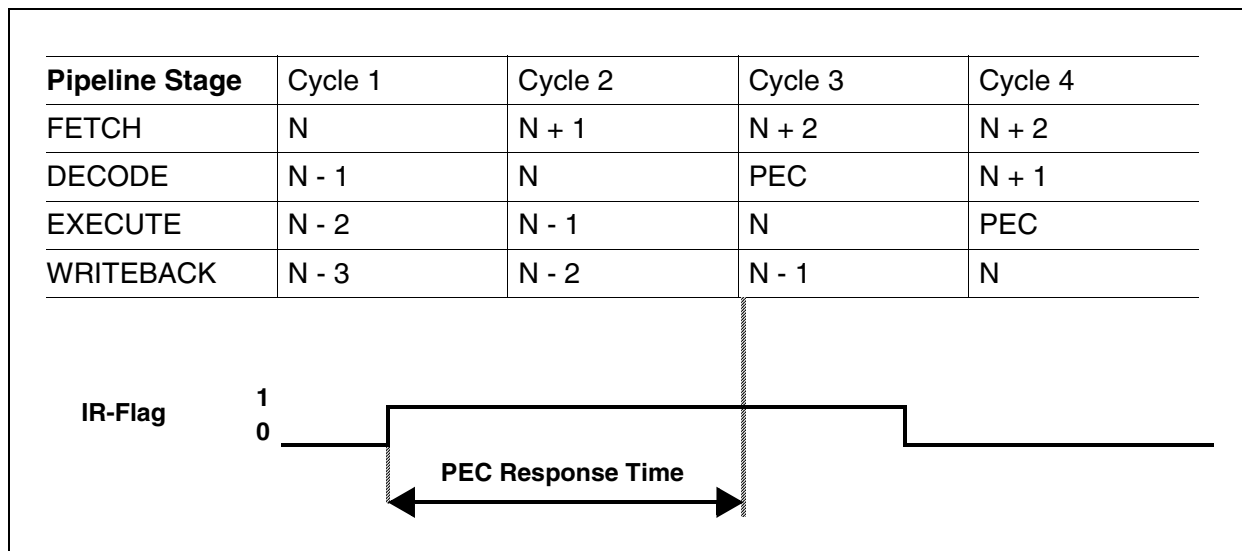 Pipeline Stage Cycle 1 Cycle 2 Cycle 3 Cycle 4
FETCH N N + 1 N + 2 N + 2
DECODE N - 1 N PEC N + 1
EXECUTE N - 2 N - 1 N PEC
WRITEBACK N - 3 N - 2 N - 1 N
1
IR-Flag
0
PEC Response Time